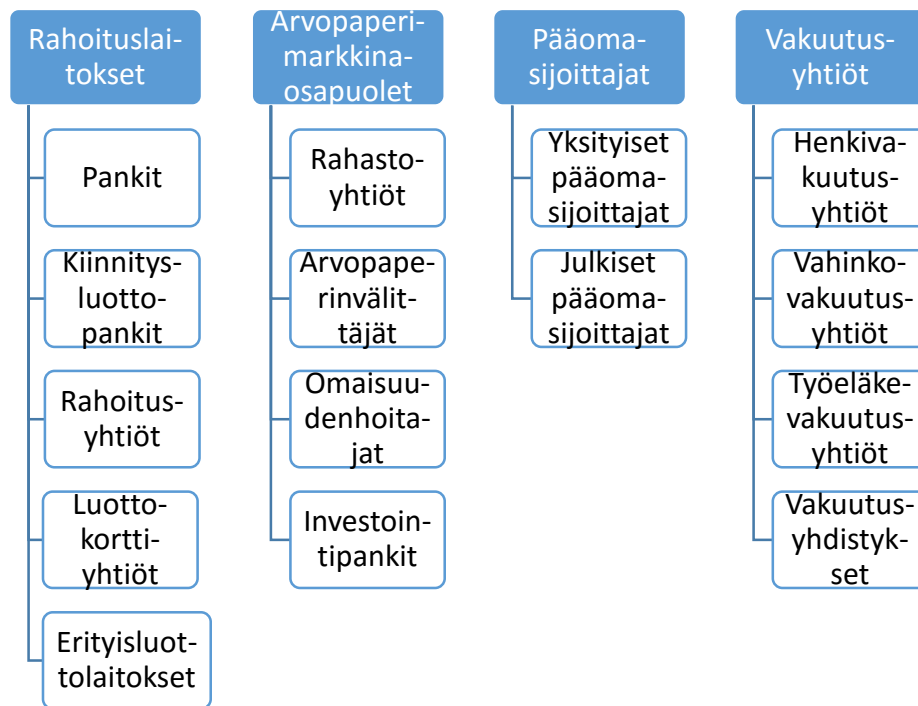 Rahoituslai-
tokset
Pankit
Kiinnitys-
luotto-
pankit
Rahoitus-
yhtiöt
Luotto-
kortti-
yhtiöt
Erityisluot-
tolaitokset
Arvopaperi-
markkina-
osapuolet
Rahasto-
yhtiöt
Arvopape-
rinvälit-
täjät
Omaisuu-
denhoita-
jat
Investoin-
tipankit
Pääoma-
sijoittajat
Yksityiset
pääoma-
sijoittajat
Julkiset
pääoma-
sijoittajat
Vakuutus-
yhtiöt
Henkiva-
kuutus-
yhtiöt
Vahinko-
vakuutus-
yhtiöt
Työeläke-
vakuutus-
yhtiöt
Vakuutus-
yhdistyk-
set